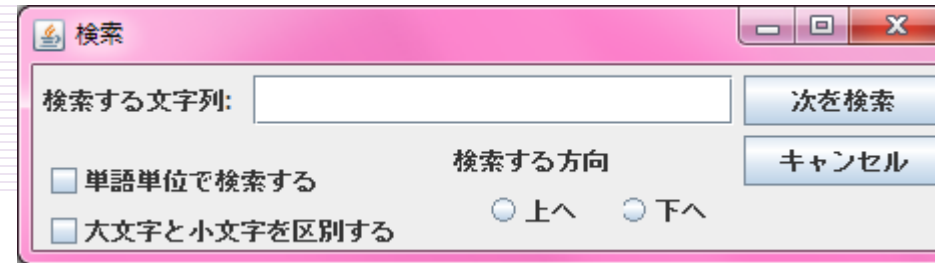 検索
検索する文字列:
次を検索
キャンセル
単語単位で検索する
検索する方向
上へ
下へ
大文字と小文字を区別する